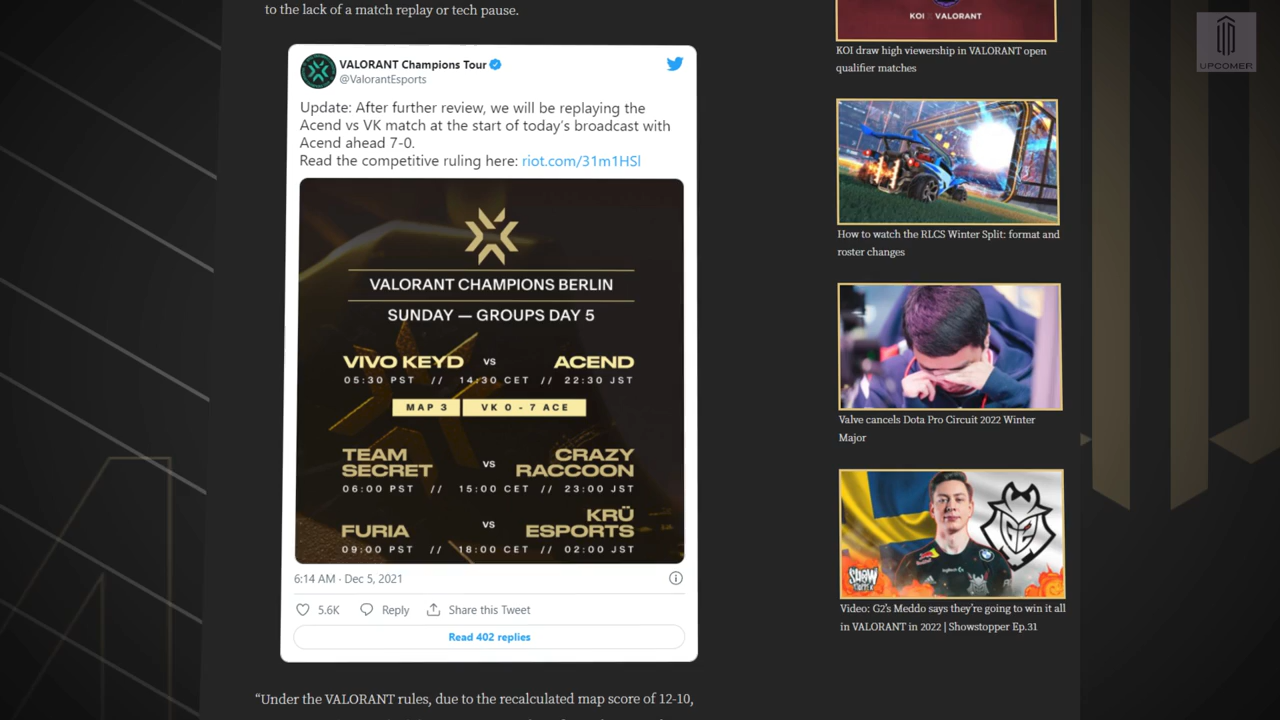 to the lack of a match replay or tech pause.
VALORANT Champions Tour
@ValorantEsports
Update: After further review, we will be replaying the
Acend vs VK match at the start of today's broadcast with
Acend ahead 7-0.
Read the competitive ruling here: riot.com/31m1HSl
VALORANT CHAMPIONS BERLIN
SUNDAY — GROUPS DAY 5
VIVO KEYD VS ACEND
05:30 PST // 14:30 CET // 22:30 JST
MAP 3 VK 0 - 7 ACE
TEAM SECRET VS CRAZY RACCOON
06:00 PST // 15:00 CET // 23:00 JST
FURIA VS KRÜ ESPORTS
09:00 PST // 18:00 CET // 02:00 JST
6:14 AM · Dec 5, 2021
5.6K Reply Share this Tweet
Read 402 replies
“Under the VALORANT rules, due to the recalculated map score of 12-10,
KOI VALORANT
KOI draw high viewership in VALORANT open
qualifier matches
How to watch the RLCS Winter Split: format and
roster changes
Valve cancels Dota Pro Circuit 2022 Winter
Major
G2
Video: G2's Meddo says they're going to win it all
in VALORANT in 2022 | Showstopper Ep.31
UPCOMER